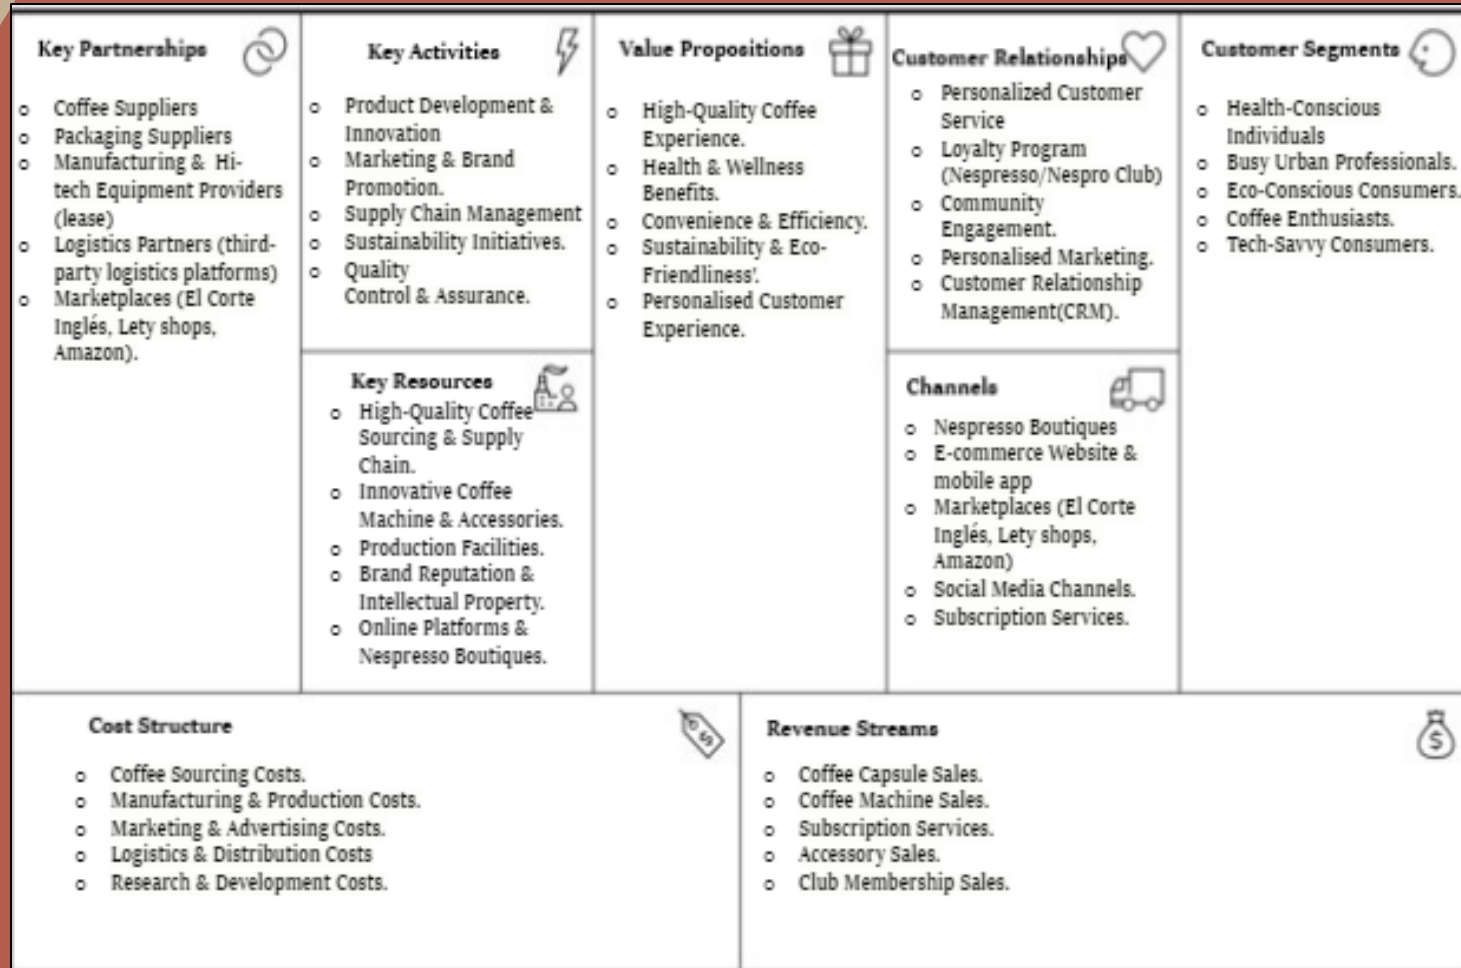 Key Partnerships
Coffee Suppliers
Packaging Suppliers
Manufacturing & Hi-
tech Equipment Providers
(lease)
Logistics Partners (third-
party logistics platforms)
Marketplaces (El Corte
Inglés, Lety shops,
Amazon).
Key Activities
Product Development &
Innovation
Marketing & Brand
Promotion.
Supply Chain Management
Sustainability Initiatives.
Quality
Control & Assurance.
Key Resources
High-Quality Coffee
Sourcing & Supply
Chain.
Innovative Coffee
Machine & Accessories.
Production Facilities.
Brand Reputation &
Intellectual Property.
Online Platforms &
Nespresso Boutiques.
Value Propositions
High-Quality Coffee
Experience.
Health & Wellness
Benefits.
Convenience & Efficiency.
Sustainability & Eco-
Friendliness'.
Personalised Customer
Experience.
Customer Relationships
Personalized Customer
Service
Loyalty Program
(Nespresso/Nespro Club)
Community
Engagement.
Personalised Marketing.
Customer Relationship
Management(CRM).
Channels
Nespresso Boutiques
E-commerce Website &
mobile app
Marketplaces (El Corte
Inglés, Lety shops,
Amazon)
Social Media Channels.
Subscription Services.
Customer Segments
Health-Conscious
Individuals
Busy Urban Professionals.
Eco-Conscious Consumers.
Coffee Enthusiasts.
Tech-Savvy Consumers.
Cost Structure
Coffee Sourcing Costs.
Manufacturing & Production Costs.
Marketing & Advertising Costs.
Logistics & Distribution Costs
Research & Development Costs.
Revenue Streams
Coffee Capsule Sales.
Coffee Machine Sales.
Subscription Services.
Accessory Sales.
Club Membership Sales.